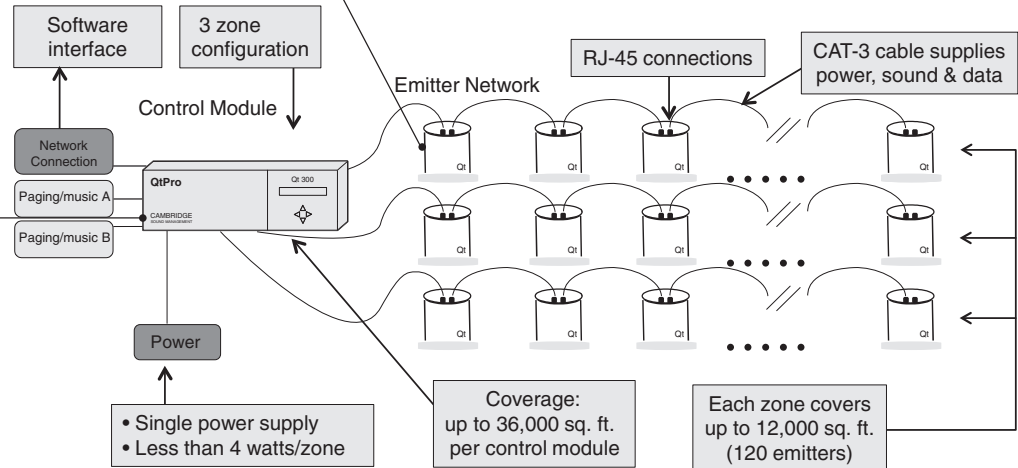 Software
interface
3 zone
configuration
Control Module
Emitter Network
RJ-45 connections
CAT-3 cable supplies
power, sound & data
Network
Connection
Paging/music A
Paging/music B
QtPro
Qt 300
CAMBRIDGE
SOUND MANAGEMENT
Qt
Qt
Qt
Qt
Qt
Qt
Qt
Qt
Qt
Qt
Qt
Qt
Power
• Single power supply
• Less than 4 watts/zone
Coverage:
up to 36,000 sq. ft.
per control module
Each zone covers
up to 12,000 sq. ft.
(120 emitters)